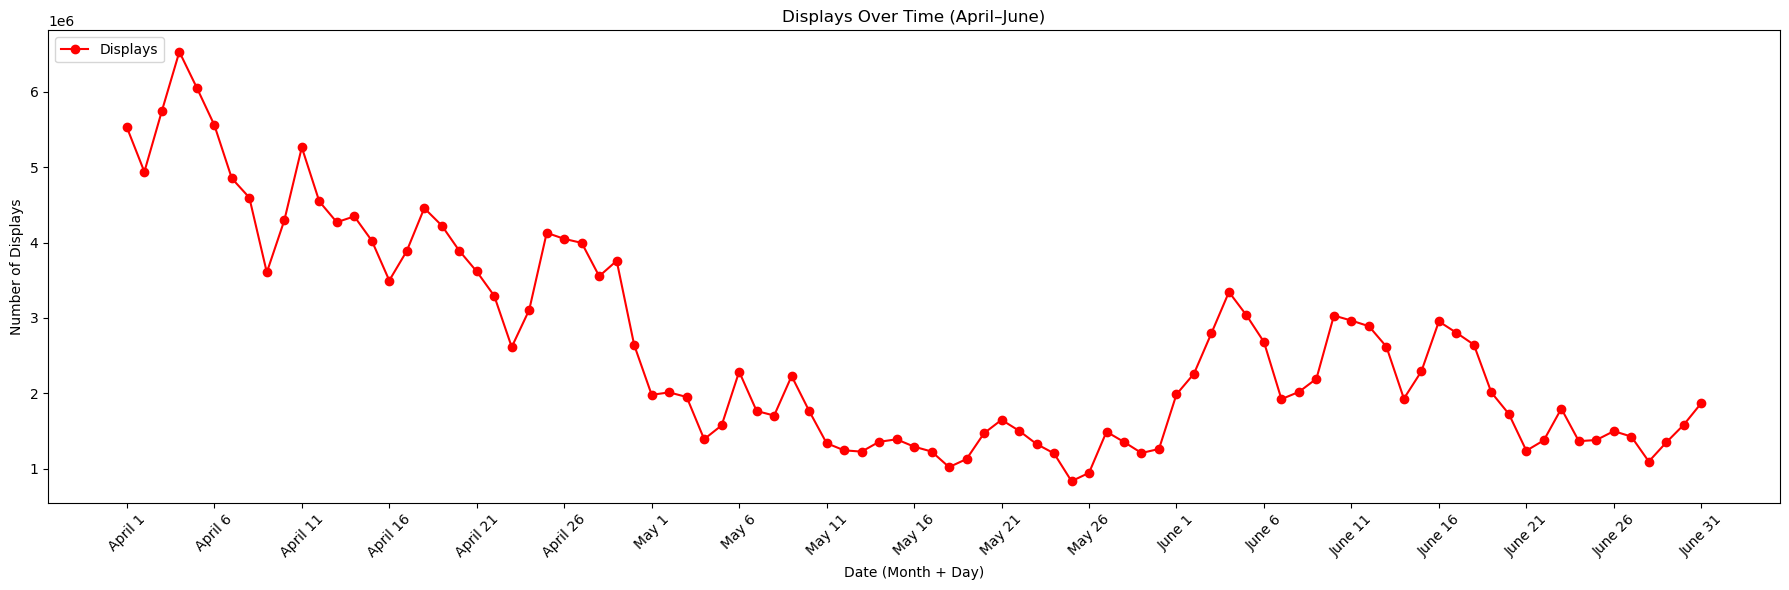 Displays Over Time (April–June)
1e6
Displays
6
5
4
3
2
1
Number of Displays
April 1
April 6
April 11
April 16
April 21
April 26
May 1
May 6
May 11
May 16
May 21
May 26
June 1
June 6
June 11
June 16
June 21
June 26
June 31
Date (Month + Day)